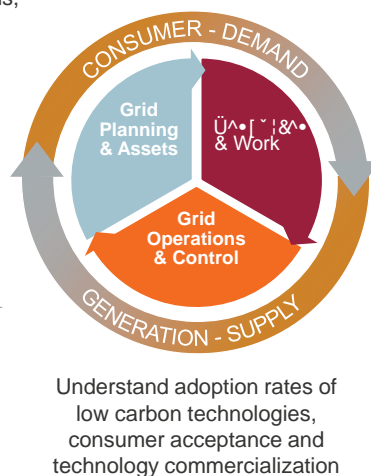 CONSUMER - DEMAND
Grid
Planning
& Assets
& Work
Grid
Operations
& Control
GENERATION - SUPPLY
Understand adoption rates of
low carbon technologies,
consumer acceptance and
technology commercialization